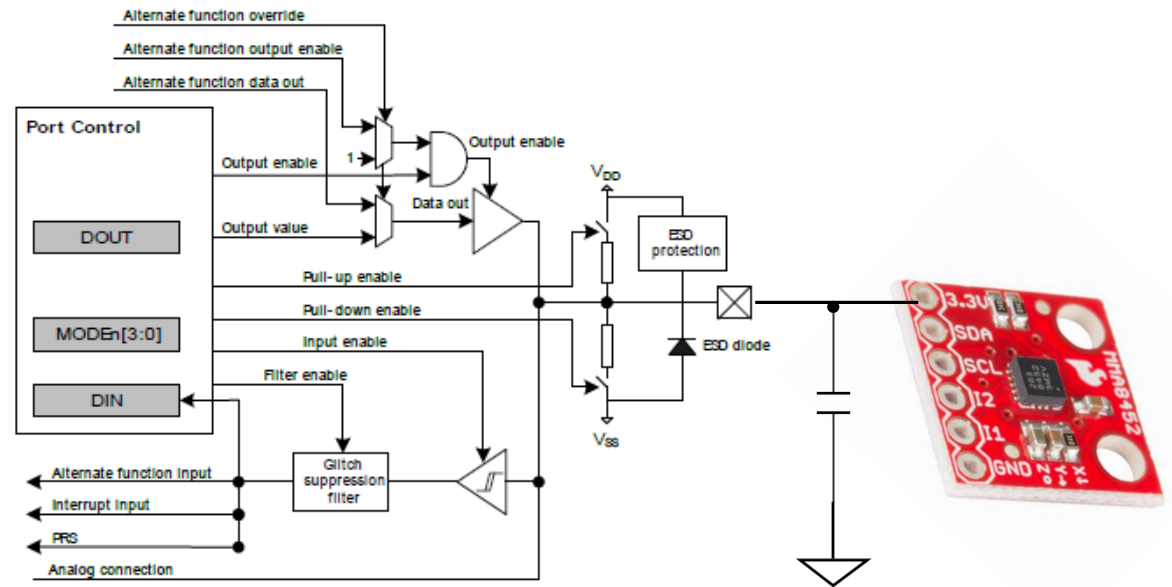 Alternate function override
Alternate function output enable
Alternate function data out
Port Control
1
Output enable
Output enable
Data out
Output value
DOUT
VDD
ESD
protection
Pull-up enable
Pull-down enable
MODEn[3:0]
Input enable
ESD diode
Filter enable
DIN
VSS
Glitch
suppression
filter
Alternate function input
Interrupt input
PRS
Analog connection
3.3V
SDA
SCL
I2
I1
GND
MMA8452
X
Y
Z